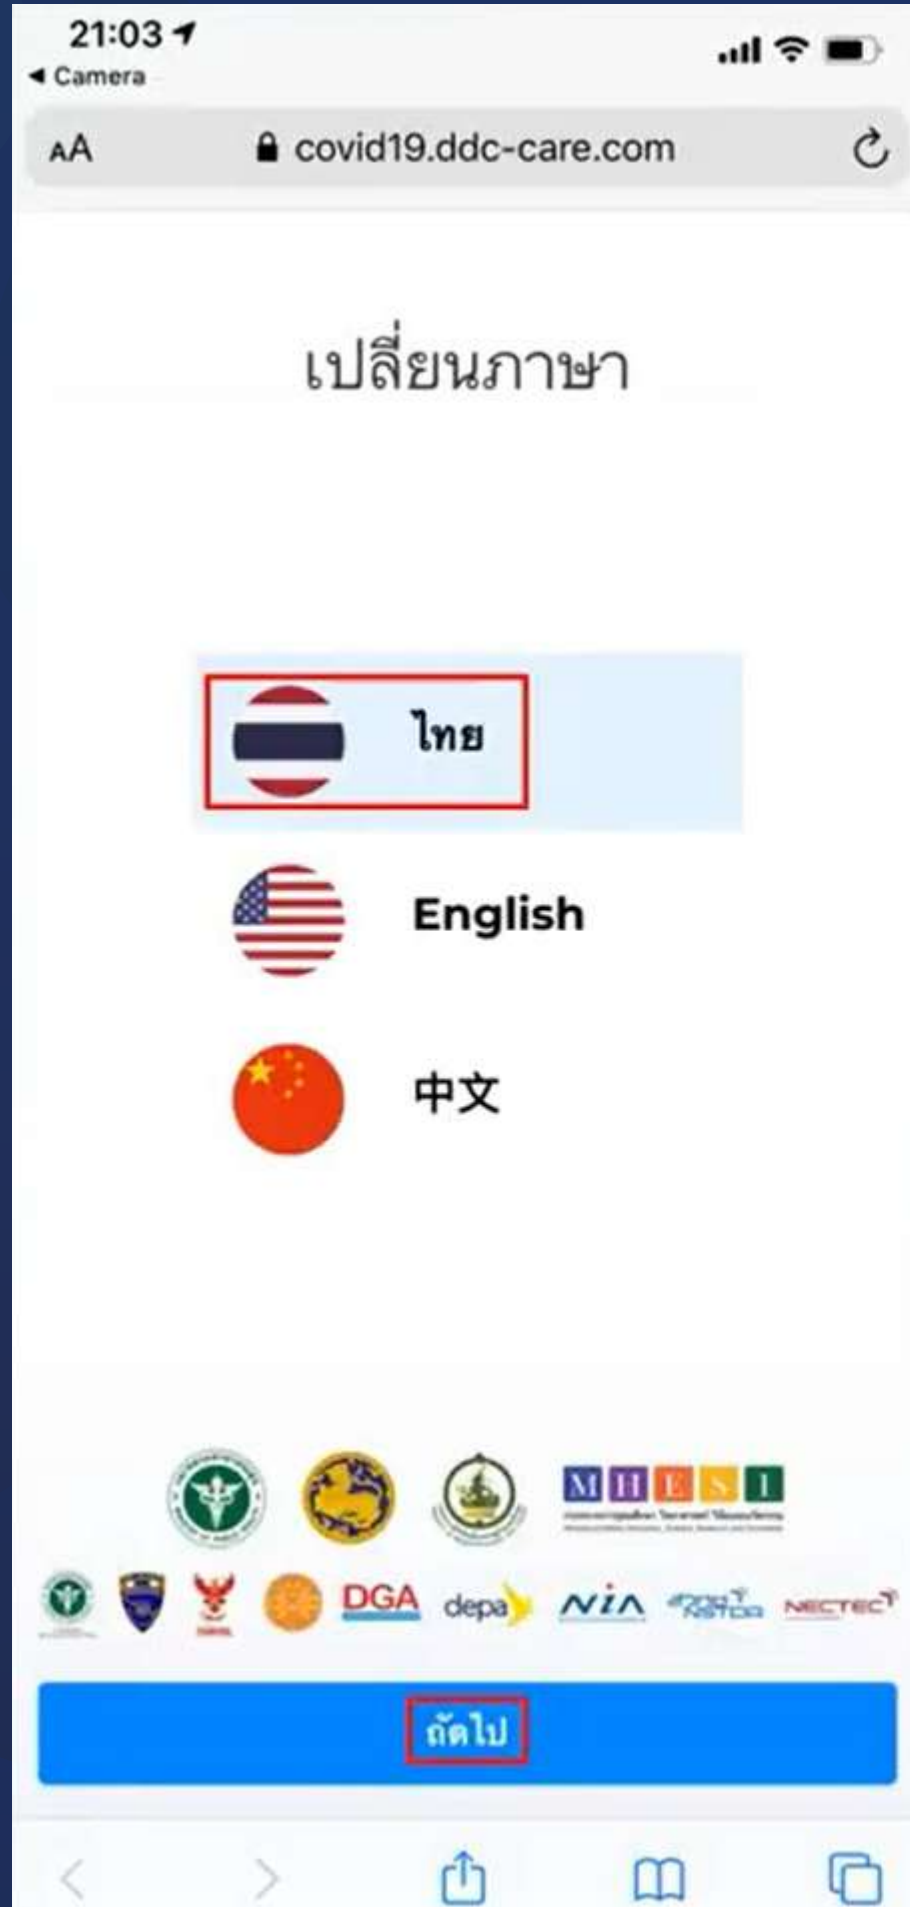 21:03
Camera
AA covid19.ddc-care.com
เปลี่ยนภาษา
ไทย
English
中文
MHESI
DGA depa NiA NSTDA NECTEC
ถัดไป